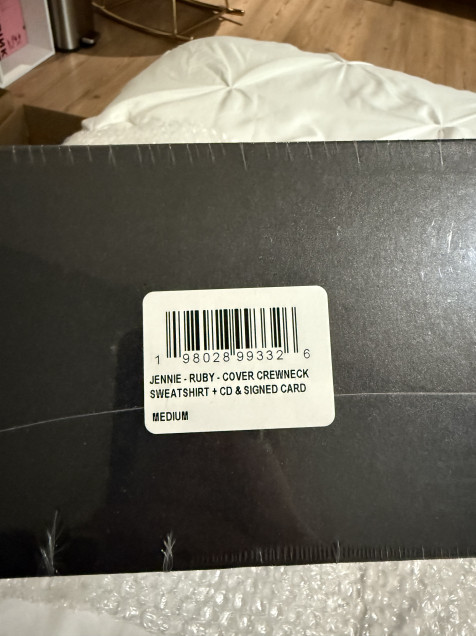 1 98028 99332 6
JENNIE - RUBY - COVER CREWNECK
SWEATSHIRT + CD & SIGNED CARD
MEDIUM